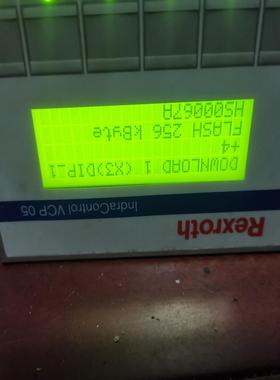 Rexroth
IndraControl VCP 05
DOWNLOAD 1 (X3)DIP_1
+4
FLASH 256 kByte
HS00067A